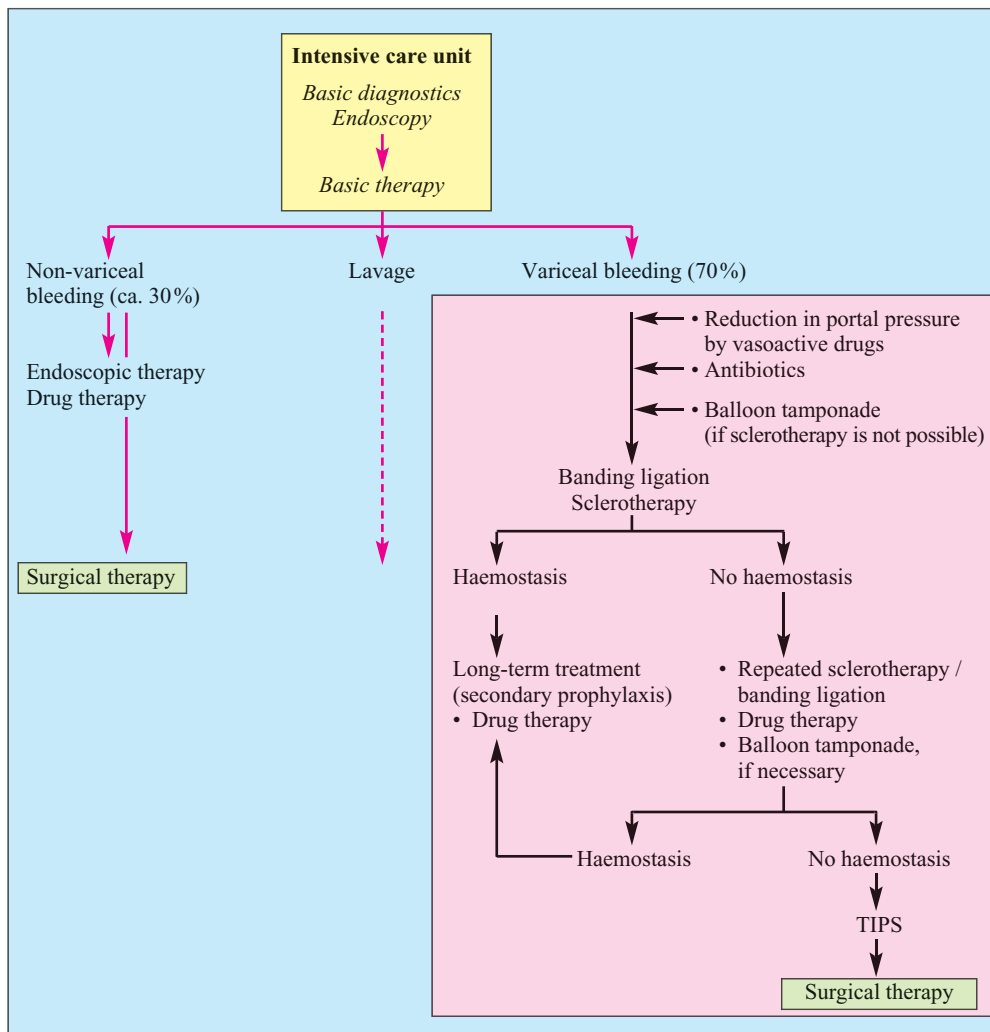 Intensive care unit
Basic diagnostics
Endoscopy
Basic therapy
Non-variceal
bleeding (ca. 30%)
Lavage
Variceal bleeding (70%)
Endoscopic therapy
Drug therapy
Surgical therapy
• Reduction in portal pressure
by vasoactive drugs
• Antibiotics
• Balloon tamponade
(if sclerotherapy is not possible)
Banding ligation
Sclerotherapy
Haemostasis
No haemostasis
Long-term treatment
(secondary prophylaxis)
• Drug therapy
• Repeated sclerotherapy /
banding ligation
• Drug therapy
• Balloon tamponade,
if necessary
Haemostasis
No haemostasis
TIPS
Surgical therapy